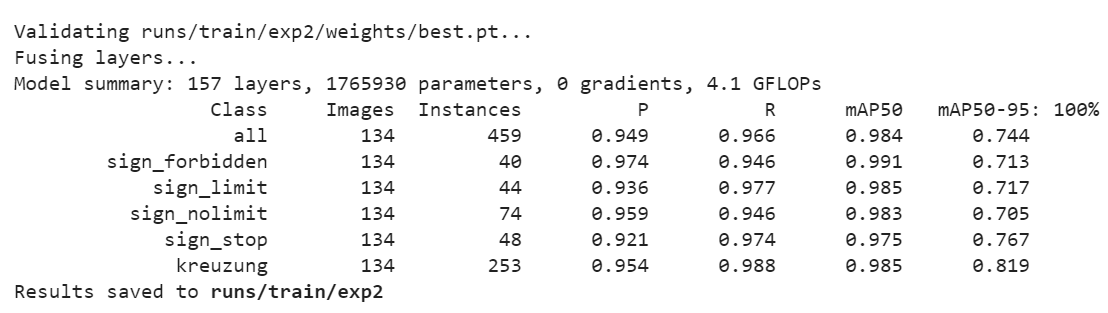 Validating runs/train/exp2/weights/best.pt...
Fusing layers...
Model summary: 157 layers, 1765930 parameters, 0 gradients, 4.1 GFLOPs
Class Images Instances P R mAP50 mAP50-95: 100%
all 134 459 0.949 0.966 0.984 0.744
sign_forbidden 134 40 0.974 0.946 0.991 0.713
sign_limit 134 44 0.936 0.977 0.985 0.717
sign_nolimit 134 74 0.959 0.946 0.983 0.705
sign_stop 134 48 0.921 0.974 0.975 0.767
kreuzung 134 253 0.954 0.988 0.985 0.819
Results saved to runs/train/exp2